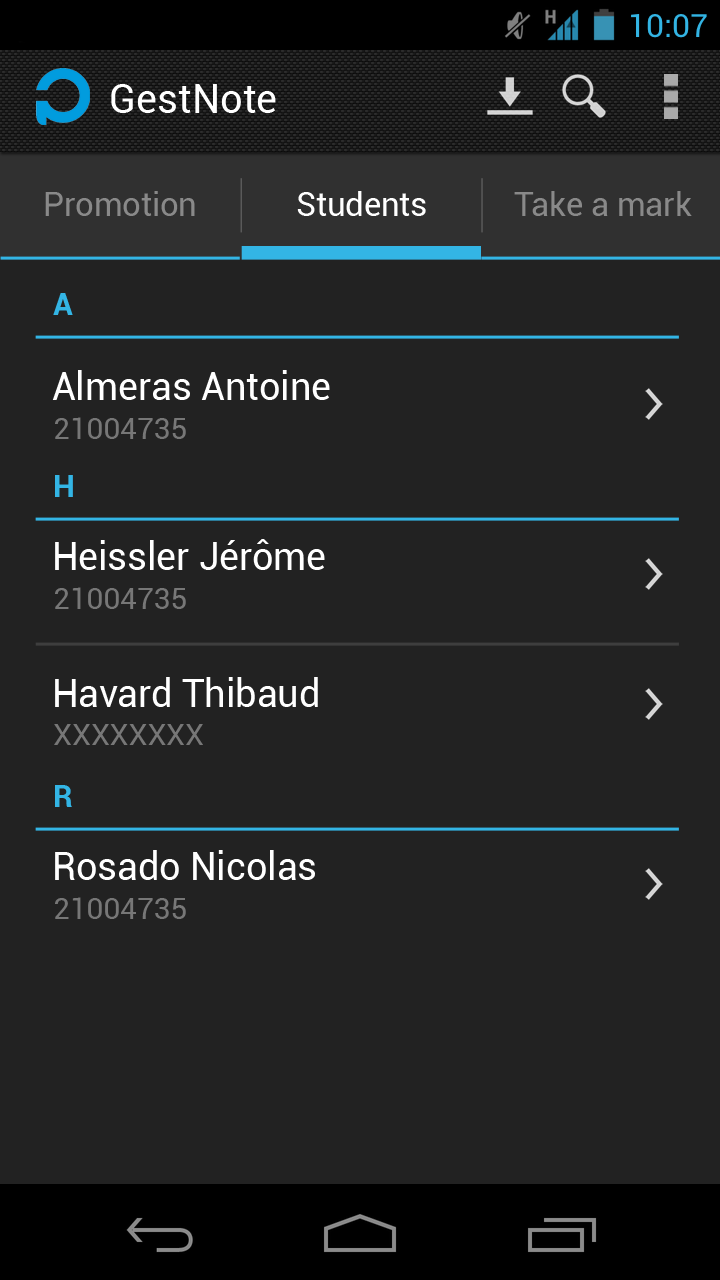 H
10:07
GestNote
Promotion
Students
Take a mark
A
Almeras Antoine
21004735
H
Heissler Jérôme
21004735
Havard Thibaud
XXXXXXXX
R
Rosado Nicolas
21004735